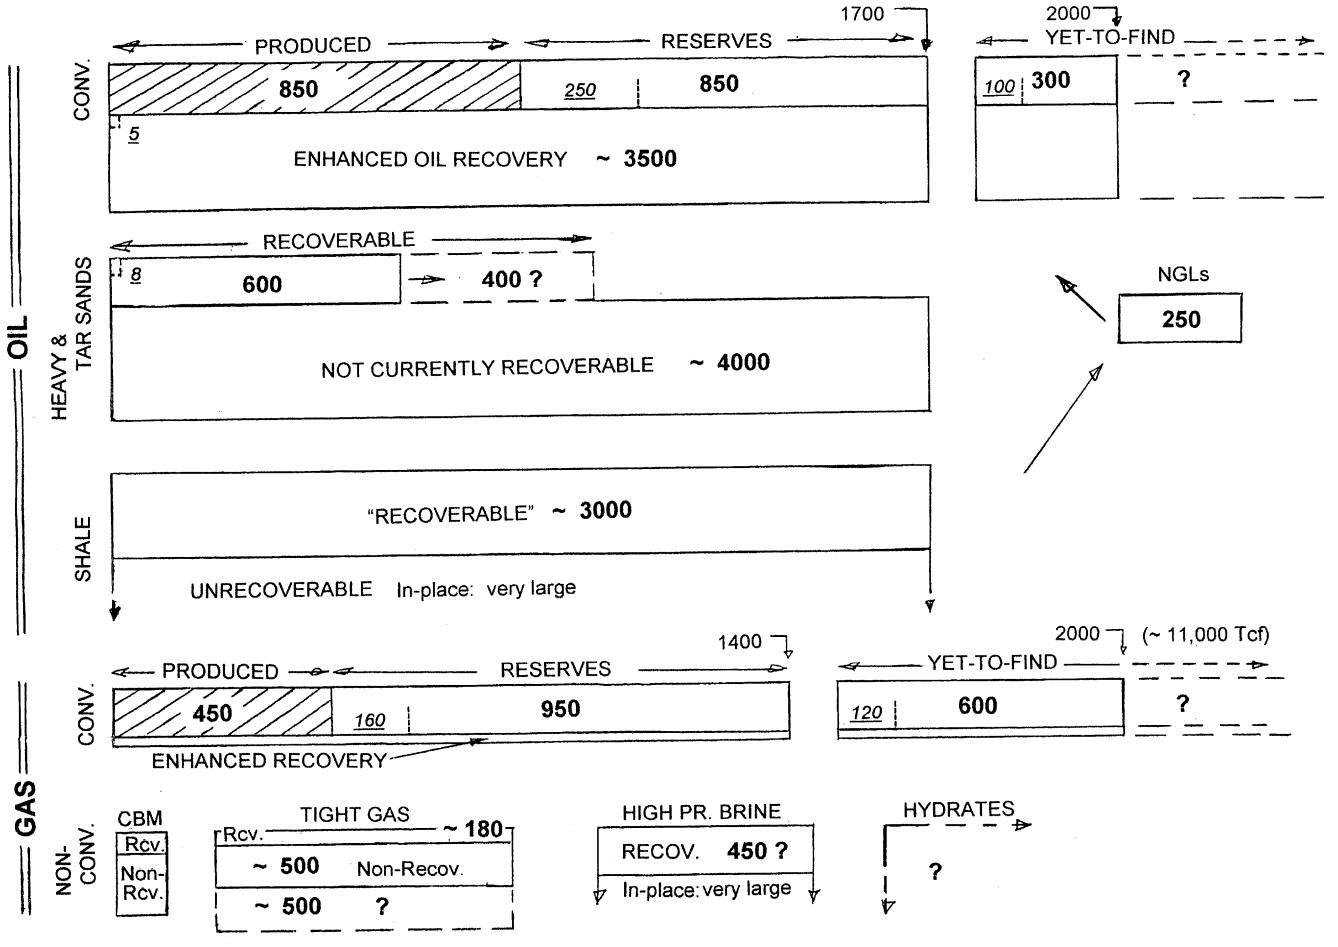 1700
2000
PRODUCED
RESERVES
YET-TO-FIND
OIL
CONV.
850
250
850
100
300
?
5
ENHANCED OIL RECOVERY ~ 3500
RECOVERABLE
HEAVY &
TAR SANDS
8
600
400 ?
NGLs
250
NOT CURRENTLY RECOVERABLE ~ 4000
SHALE
“RECOVERABLE” ~ 3000
UNRECOVERABLE In-place: very large
1400
2000
(~ 11,000 Tcf)
PRODUCED
RESERVES
YET-TO-FIND
GAS
CONV.
450
160
950
120
600
?
ENHANCED RECOVERY
NON-
CONV.
CBM
Rcv.
Non-
Rcv.
TIGHT GAS
Rcv.
~ 180
~ 500 Non-Recov.
~ 500 ?
HIGH PR. BRINE
RECOV. 450 ?
In-place: very large
HYDRATES
?